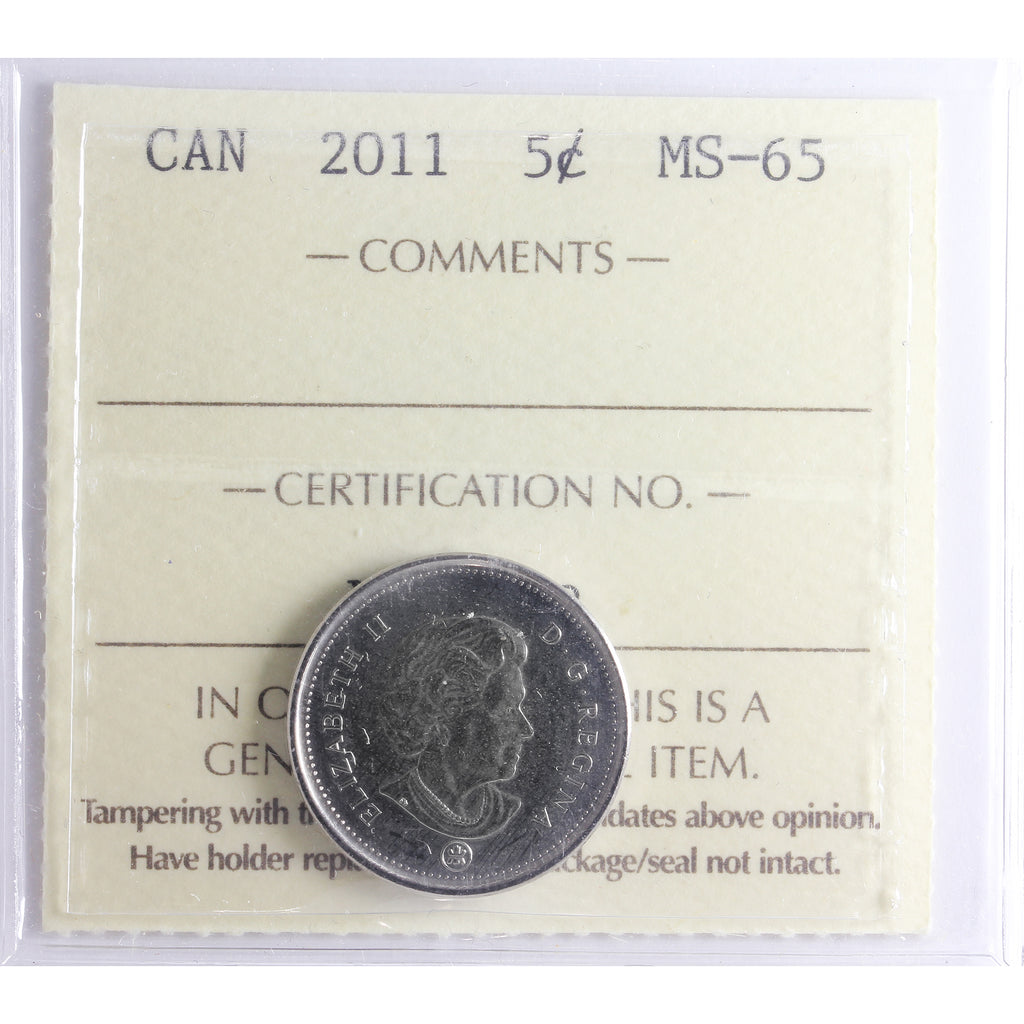 CAN 2011 5¢ MS-65
— COMMENTS —
— CERTIFICATION NO. —
ELIZABETH II D·G·REGINA
IN HIS IS A
GEN ITEM.
Tampering with dates above opinion.
Have holder ckage/seal not intact.